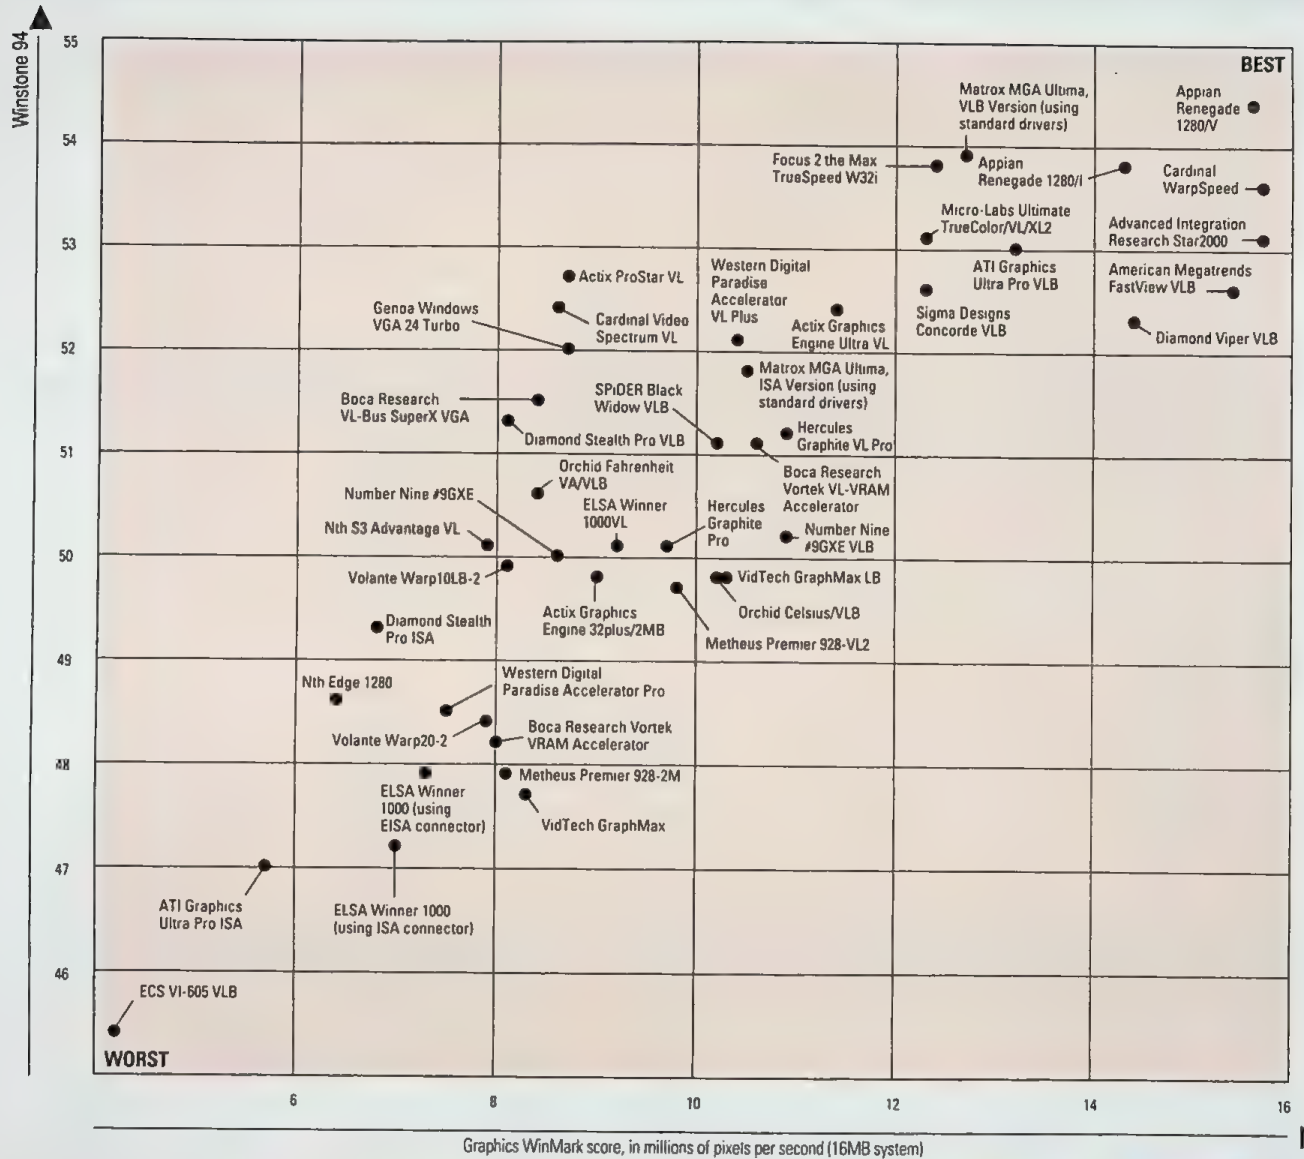 Winstone 94
55
54
53
52
51
50
49
48
47
46
BEST
WORST
Matrox MGA Ultima,
VLB Version (using
standard drivers)
Appian
Renegade
1280/V
Focus 2 the Max
TrueSpeed W32i
Appian
Renegade 1280/i
Cardinal
WarpSpeed
Micro-Labs Ultimate
TrueColor/VL/XL2
Advanced Integration
Research Star2000
Actix ProStar VL
Western Digital
Paradise
Accelerator
VL Plus
ATI Graphics
Ultra Pro VLB
American Megatrends
FastView VLB
Genoa Windows
VGA 24 Turbo
Cardinal Video
Spectrum VL
Actix Graphics
Engine Ultra VL
Sigma Designs
Concorde VLB
Diamond Viper VLB
Boca Research
VL-Bus SuperX VGA
SPiDER Black
Widow VLB
Matrox MGA Ultima,
ISA Version (using
standard drivers)
Diamond Stealth Pro VLB
Hercules
Graphite VL Pro
Orchid Fahrenheit
VA/VLB
Boca Research
Vortek VL-VRAM
Accelerator
Number Nine #9GXE
ELSA Winner
1000VL
Hercules
Graphite
Pro
Nth S3 Advantage VL
Number Nine
#9GXE VLB
Volante Warp10LB-2
VidTech GraphMax LB
Actix Graphics
Engine 32plus/2MB
Orchid Celsius/VLB
Diamond Stealth
Pro ISA
Metheus Premier 928-VL2
Nth Edge 1280
Western Digital
Paradise Accelerator Pro
Volante Warp20-2
Boca Research Vortek
VRAM Accelerator
ELSA Winner
1000 (using
EISA connector)
Metheus Premier 928-2M
VidTech GraphMax
ATI Graphics
Ultra Pro ISA
ELSA Winner 1000
(using ISA connector)
ECS VI-605 VLB
6
8
10
12
14
16
Graphics WinMark score, in millions of pixels per second (16MB system)